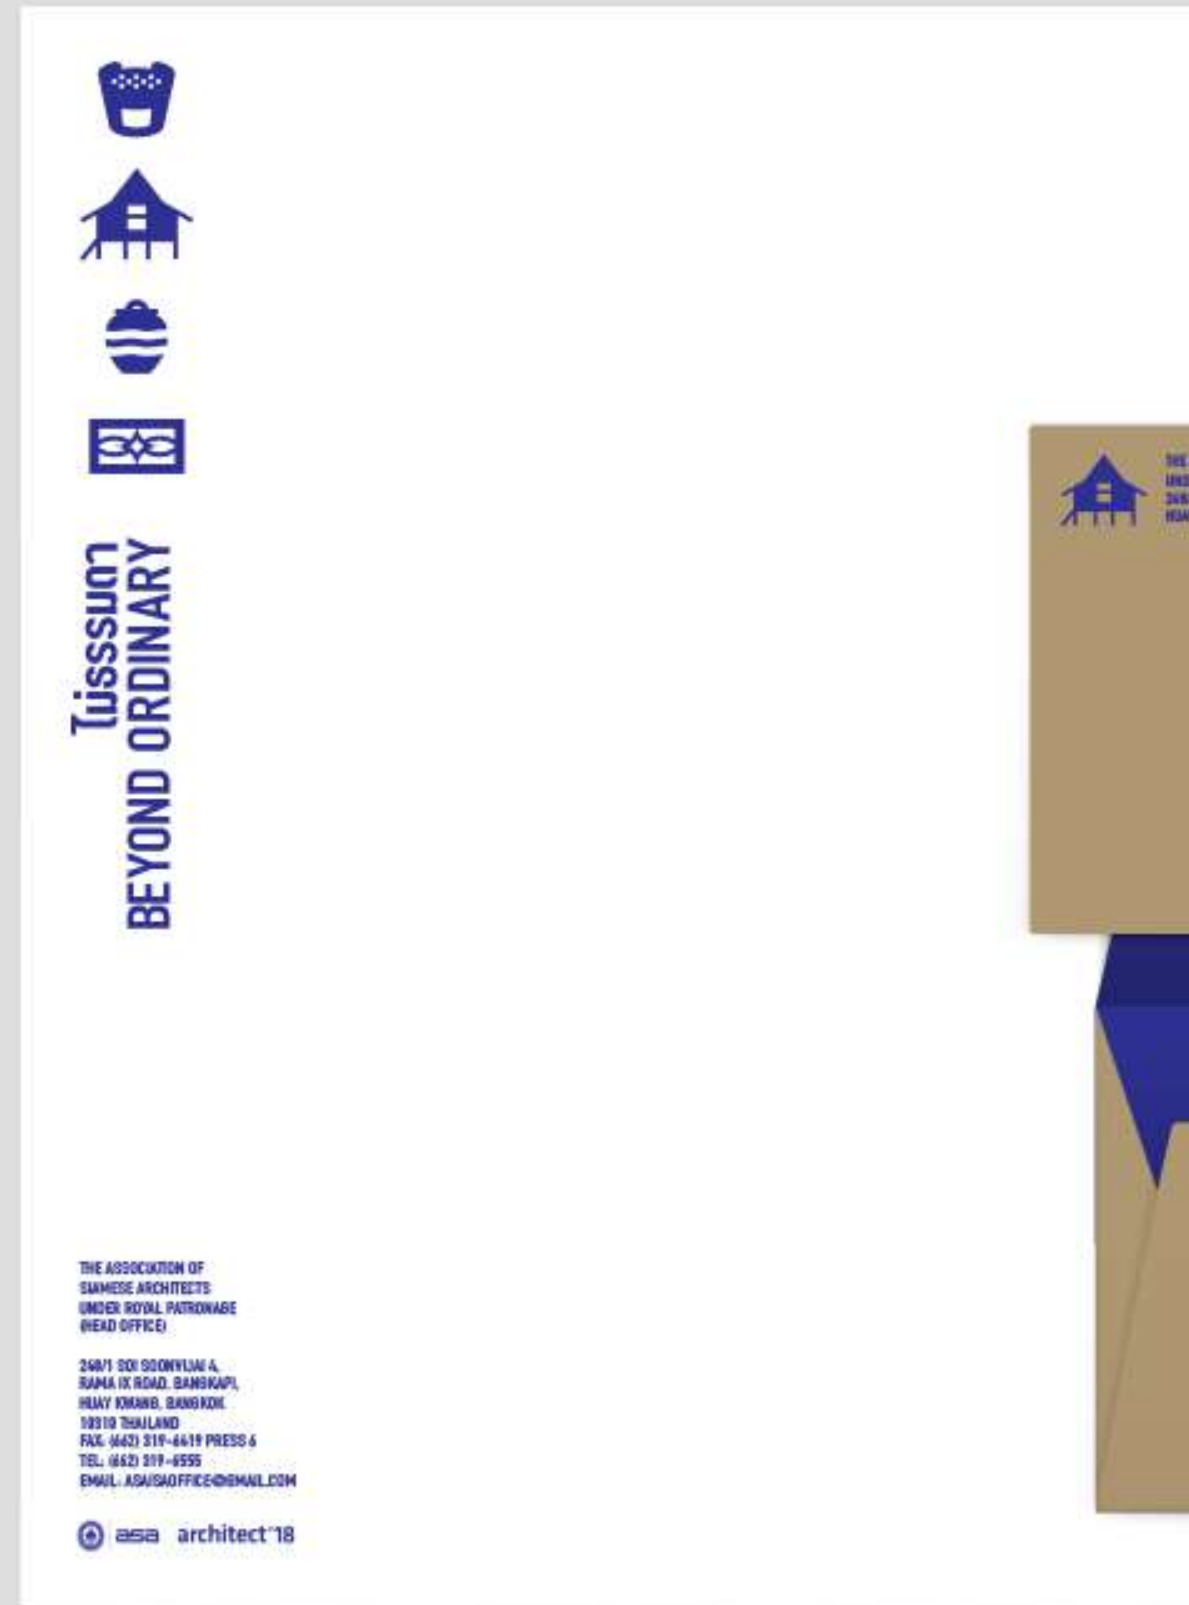 ไม่ธรรมดา
BEYOND ORDINARY
THE
HUA
THE ASSOCIATION OF
SIAMESE ARCHITECTS
UNDER ROYAL PATRONAGE
(HEAD OFFICE)
248/1 SOI SOONVIJAI 4,
RAMA IX ROAD, BANGKAPI,
HUAY KWANG, BANGKOK
10310 THAILAND
FAX: (662) 319-6419 PRESS 6
TEL: (662) 319-6555
EMAIL: ASAISAOFFICE@GMAIL.COM
asa architect'18